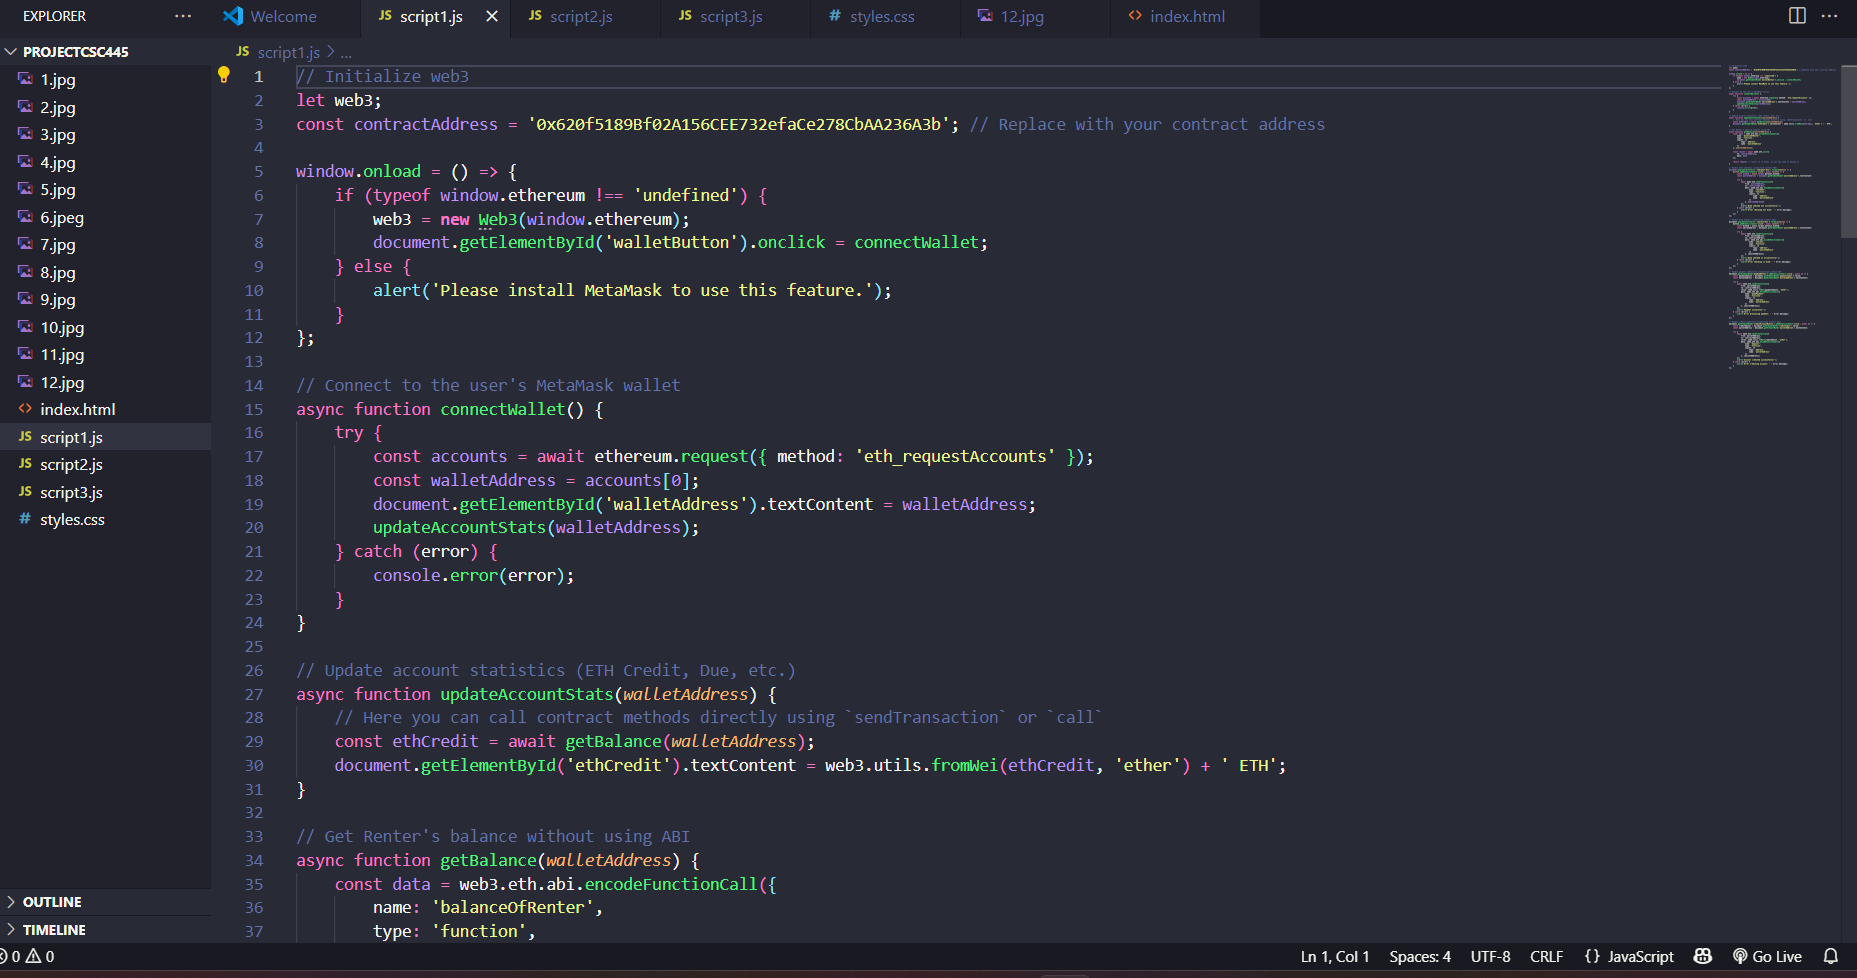 EXPLORER
PROJECTCSC445
1.jpg
2.jpg
3.jpg
4.jpg
5.jpg
6.jpeg
7.jpg
8.jpg
9.jpg
10.jpg
11.jpg
12.jpg
index.html
JS script1.js
JS script2.js
JS script3.js
# styles.css
OUTLINE
TIMELINE
Welcome
JS script1.js
JS script2.js
JS script3.js
# styles.css
12.jpg
index.html
JS script1.js > ...
1 // Initialize web3
2 let web3;
3 const contractAddress = '0x620f5189Bf02A156CEE732efaCe278CbAA236A3b'; // Replace with your contract address
4
5 window.onload = () => {
6     if (typeof window.ethereum !== 'undefined') {
7         web3 = new Web3(window.ethereum);
8         document.getElementById('walletButton').onclick = connectWallet;
9     } else {
10         alert('Please install MetaMask to use this feature.');
11     }
12 };
13
14 // Connect to the user's MetaMask wallet
15 async function connectWallet() {
16     try {
17         const accounts = await ethereum.request({ method: 'eth_requestAccounts' });
18         const walletAddress = accounts[0];
19         document.getElementById('walletAddress').textContent = walletAddress;
20         updateAccountStats(walletAddress);
21     } catch (error) {
22         console.error(error);
23     }
24 }
25
26 // Update account statistics (ETH Credit, Due, etc.)
27 async function updateAccountStats(walletAddress) {
28     // Here you can call contract methods directly using `sendTransaction` or `call`
29     const ethCredit = await getBalance(walletAddress);
30     document.getElementById('ethCredit').textContent = web3.utils.fromWei(ethCredit, 'ether') + ' ETH';
31 }
32
33 // Get Renter's balance without using ABI
34 async function getBalance(walletAddress) {
35     const data = web3.eth.abi.encodeFunctionCall({
36         name: 'balanceOfRenter',
37         type: 'function',
0 0
Ln 1, Col 1
Spaces: 4
UTF-8
CRLF
{} JavaScript
Go Live